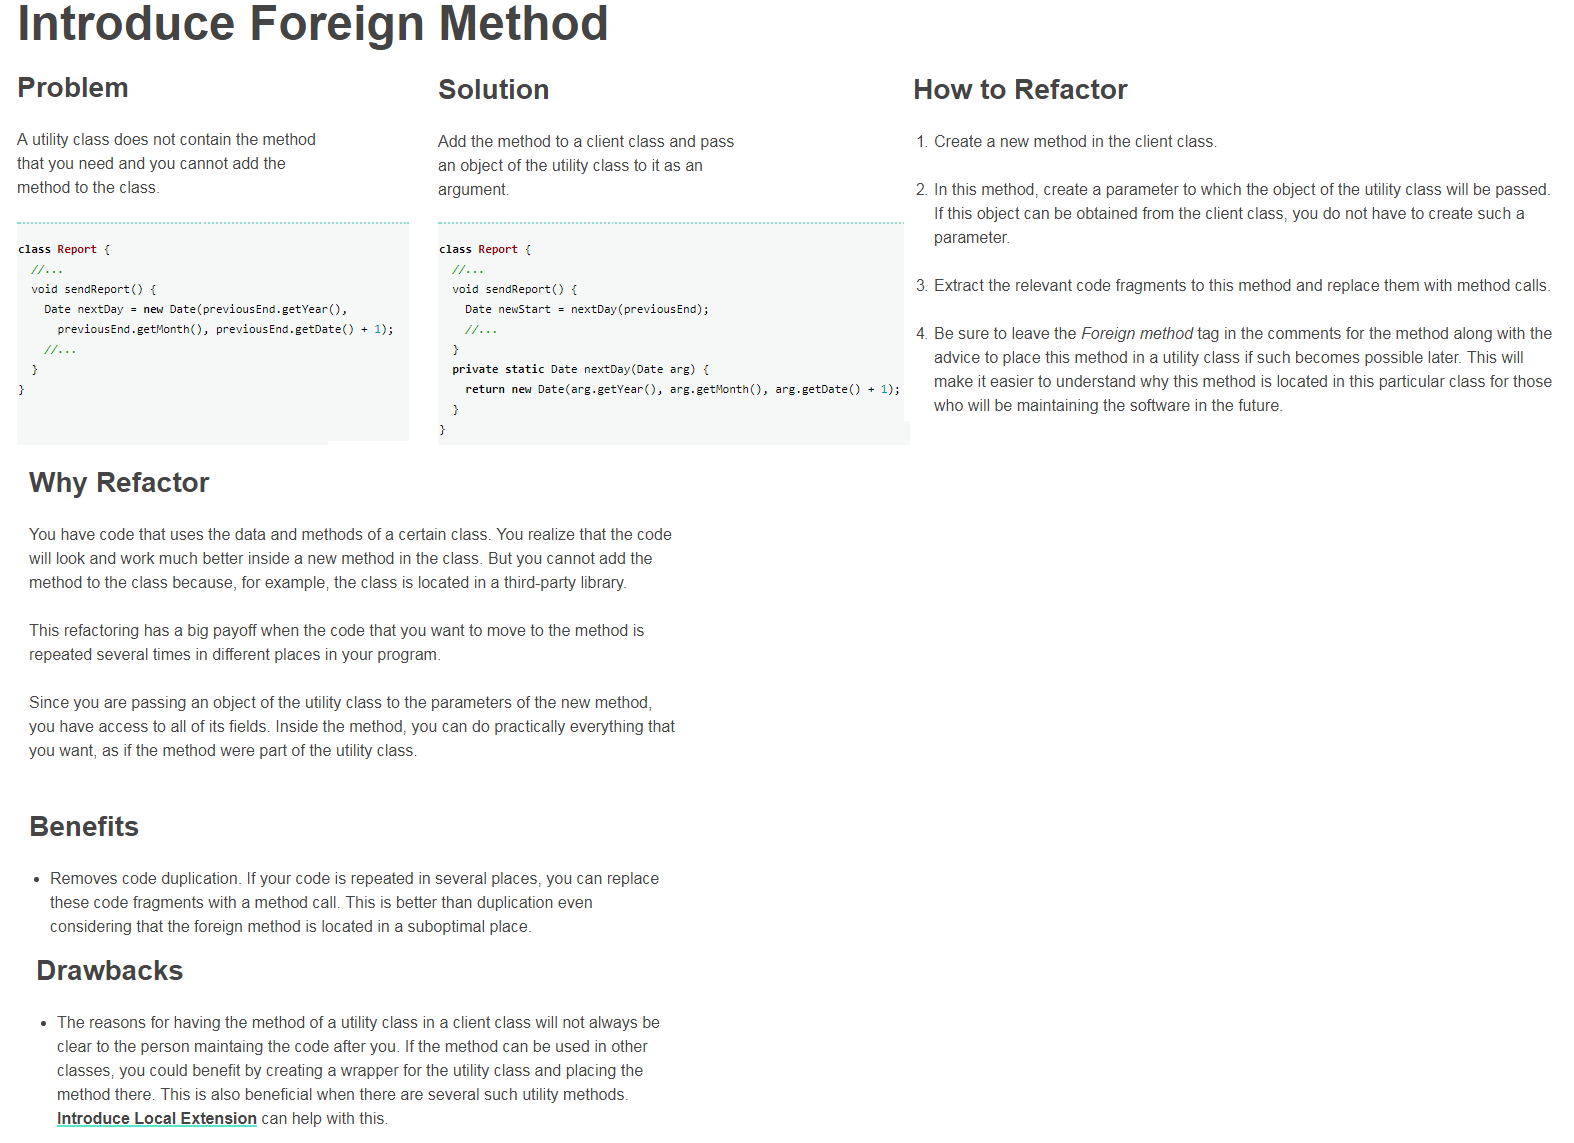 Introduce Foreign Method
Problem
A utility class does not contain the method
that you need and you cannot add the
method to the class.
class Report {
  //...
  void sendReport() {
    Date nextDay = new Date(previousEnd.getYear(),
      previousEnd.getMonth(), previousEnd.getDate() + 1);
    //...
  }
}
Solution
Add the method to a client class and pass
an object of the utility class to it as an
argument.
class Report {
  //...
  void sendReport() {
    Date newStart = nextDay(previousEnd);
    //...
  }
  private static Date nextDay(Date arg) {
    return new Date(arg.getYear(), arg.getMonth(), arg.getDate() + 1);
  }
}
How to Refactor
1. Create a new method in the client class.
2. In this method, create a parameter to which the object of the utility class will be passed.
If this object can be obtained from the client class, you do not have to create such a
parameter.
3. Extract the relevant code fragments to this method and replace them with method calls.
4. Be sure to leave the Foreign method tag in the comments for the method along with the
advice to place this method in a utility class if such becomes possible later. This will
make it easier to understand why this method is located in this particular class for those
who will be maintaining the software in the future.
Why Refactor
You have code that uses the data and methods of a certain class. You realize that the code
will look and work much better inside a new method in the class. But you cannot add the
method to the class because, for example, the class is located in a third-party library.
This refactoring has a big payoff when the code that you want to move to the method is
repeated several times in different places in your program.
Since you are passing an object of the utility class to the parameters of the new method,
you have access to all of its fields. Inside the method, you can do practically everything that
you want, as if the method were part of the utility class.
Benefits
• Removes code duplication. If your code is repeated in several places, you can replace
these code fragments with a method call. This is better than duplication even
considering that the foreign method is located in a suboptimal place.
Drawbacks
• The reasons for having the method of a utility class in a client class will not always be
clear to the person maintaing the code after you. If the method can be used in other
classes, you could benefit by creating a wrapper for the utility class and placing the
method there. This is also beneficial when there are several such utility methods.
Introduce Local Extension can help with this.